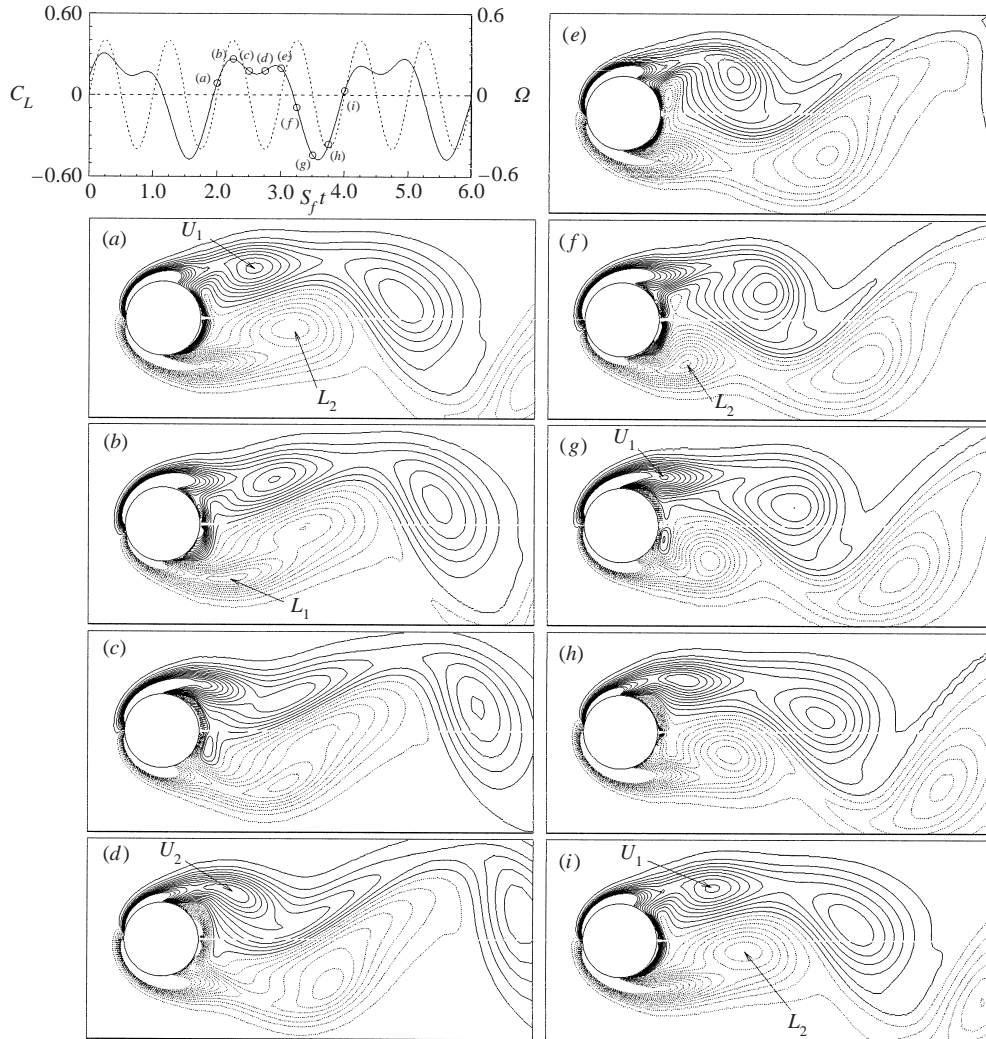 0.60
0.6
(b)
(c)
(d)
(e)
(a)
C_L
0
0
Ω
(f)
(i)
(g)
(h)
−0.60
−0.6
0
1.0
2.0
3.0
4.0
5.0
6.0
S_f t
(a)
U_1
L_2
(b)
L_1
(c)
(d)
U_2
(e)
(f)
L_2
(g)
U_1
(h)
(i)
U_1
L_2